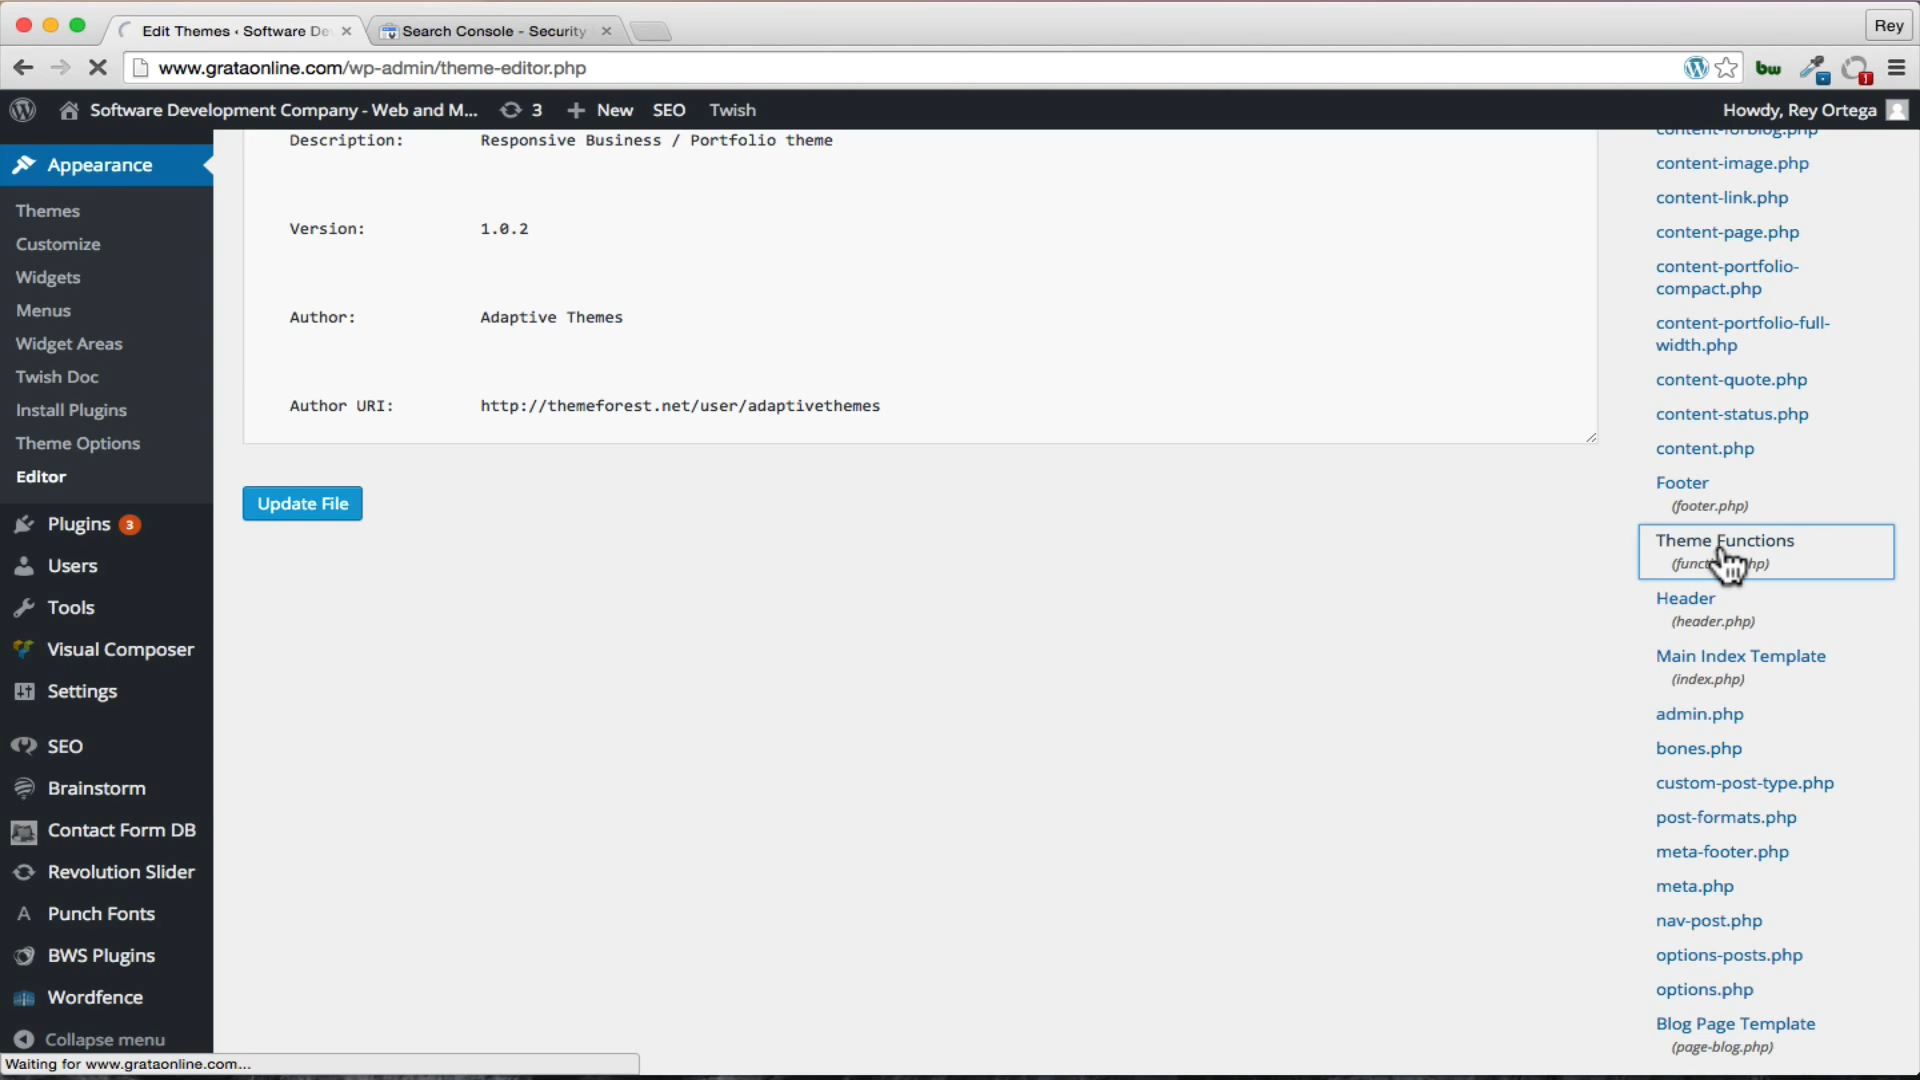 Edit Themes ‹ Software De
Search Console - Security
Rey
www.grataonline.com/wp-admin/theme-editor.php
bw
1
Software Development Company - Web and M...
3
New
SEO
Twish
Howdy, Rey Ortega
Appearance
Themes
Customize
Widgets
Menus
Widget Areas
Twish Doc
Install Plugins
Theme Options
Editor
Plugins 3
Users
Tools
Visual Composer
Settings
SEO
Brainstorm
Contact Form DB
Revolution Slider
Punch Fonts
BWS Plugins
Wordfence
Collapse menu
Waiting for www.grataonline.com...
Description: Responsive Business / Portfolio theme
Version: 1.0.2
Author: Adaptive Themes
Author URI: http://themeforest.net/user/adaptivethemes
Update File
content-forblog.php
content-image.php
content-link.php
content-page.php
content-portfolio-
compact.php
content-portfolio-full-
width.php
content-quote.php
content-status.php
content.php
Footer
(footer.php)
Theme Functions
Header
(header.php)
Main Index Template
(index.php)
admin.php
bones.php
custom-post-type.php
post-formats.php
meta-footer.php
meta.php
nav-post.php
options-posts.php
options.php
Blog Page Template
(page-blog.php)